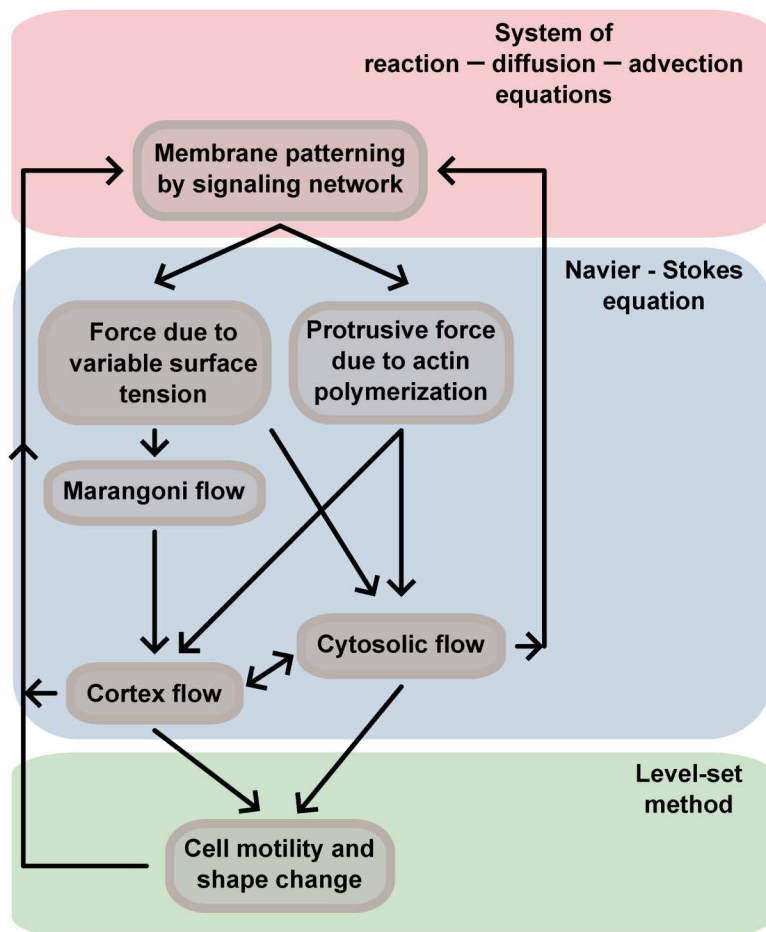 System of
reaction – diffusion – advection
equations
Membrane patterning
by signaling network
Navier - Stokes
equation
Force due to
variable surface
tension
Protrusive force
due to actin
polymerization
Marangoni flow
Cytosolic flow
Cortex flow
Level-set
method
Cell motility and
shape change